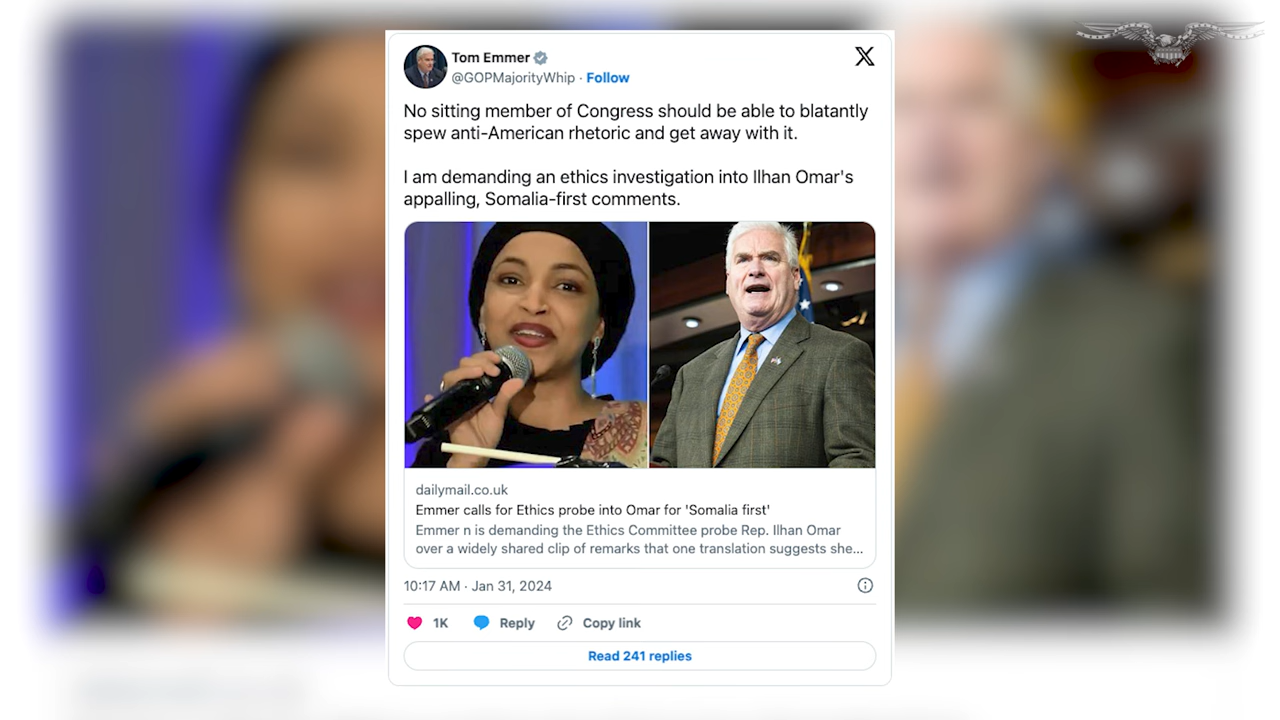 Tom Emmer
@GOPMajorityWhip · Follow
No sitting member of Congress should be able to blatantly
spew anti-American rhetoric and get away with it.
I am demanding an ethics investigation into Ilhan Omar's
appalling, Somalia-first comments.
dailymail.co.uk
Emmer calls for Ethics probe into Omar for 'Somalia first'
Emmer n is demanding the Ethics Committee probe Rep. Ilhan Omar
over a widely shared clip of remarks that one translation suggests she...
10:17 AM · Jan 31, 2024
1K Reply Copy link
Read 241 replies